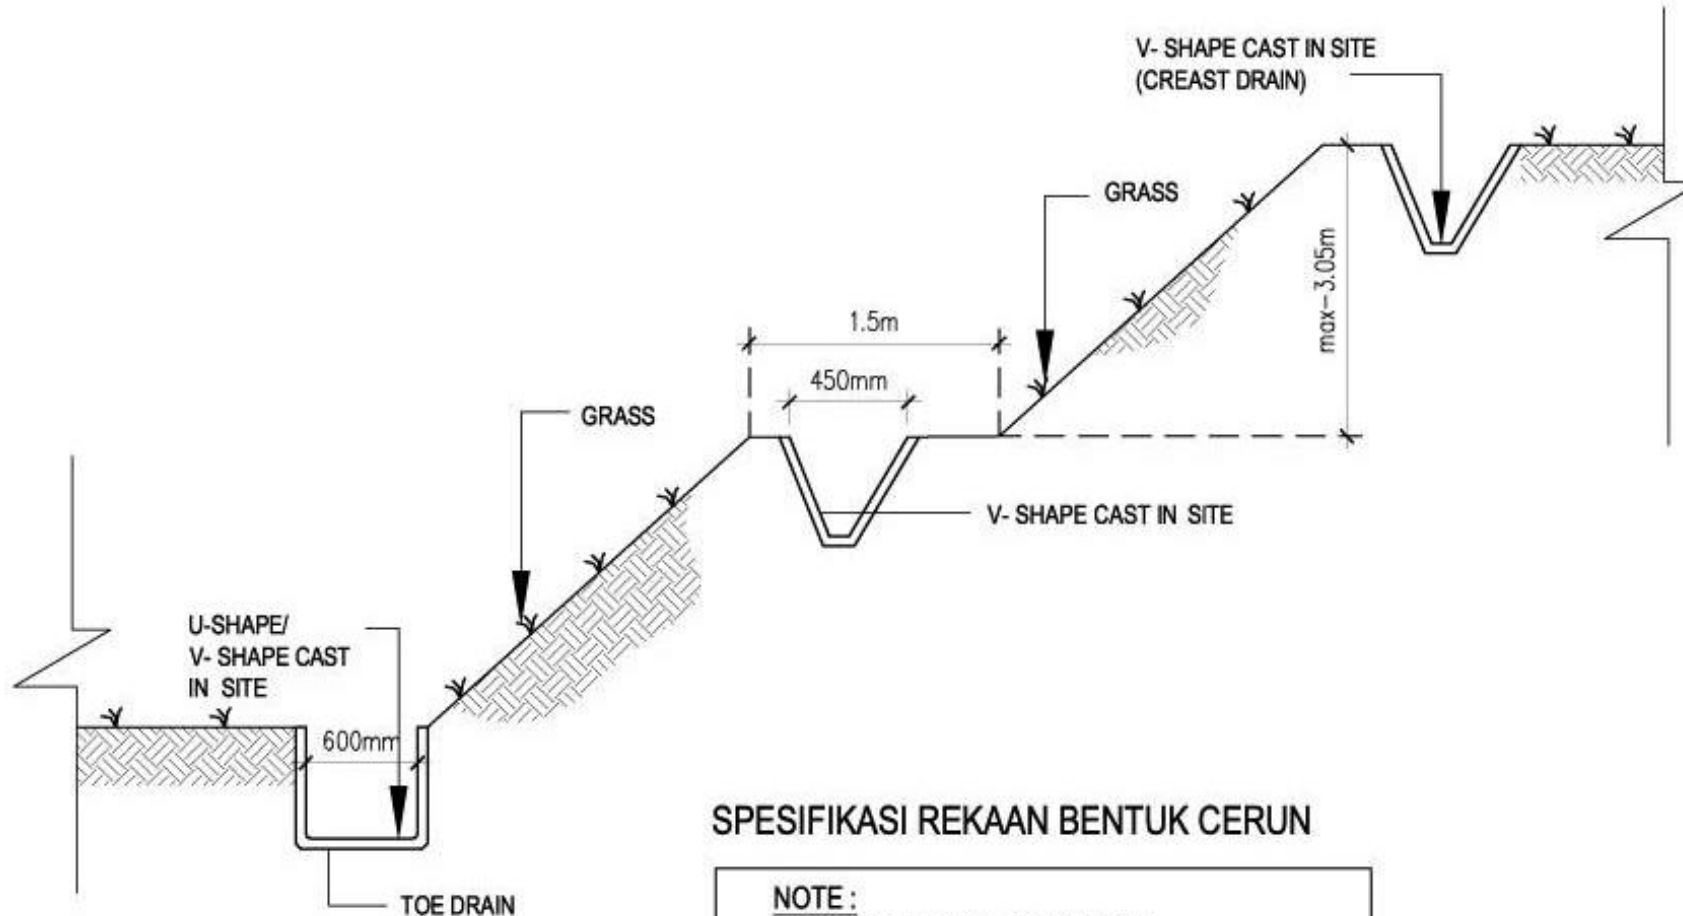 V- SHAPE CAST IN SITE
(CREAST DRAIN)
GRASS
max-3.05m
1.5m
450mm
GRASS
V- SHAPE CAST IN SITE
U-SHAPE/
V- SHAPE CAST
IN SITE
600mm
SPESIFIKASI REKAAN BENTUK CERUN
NOTE :
TOE DRAIN